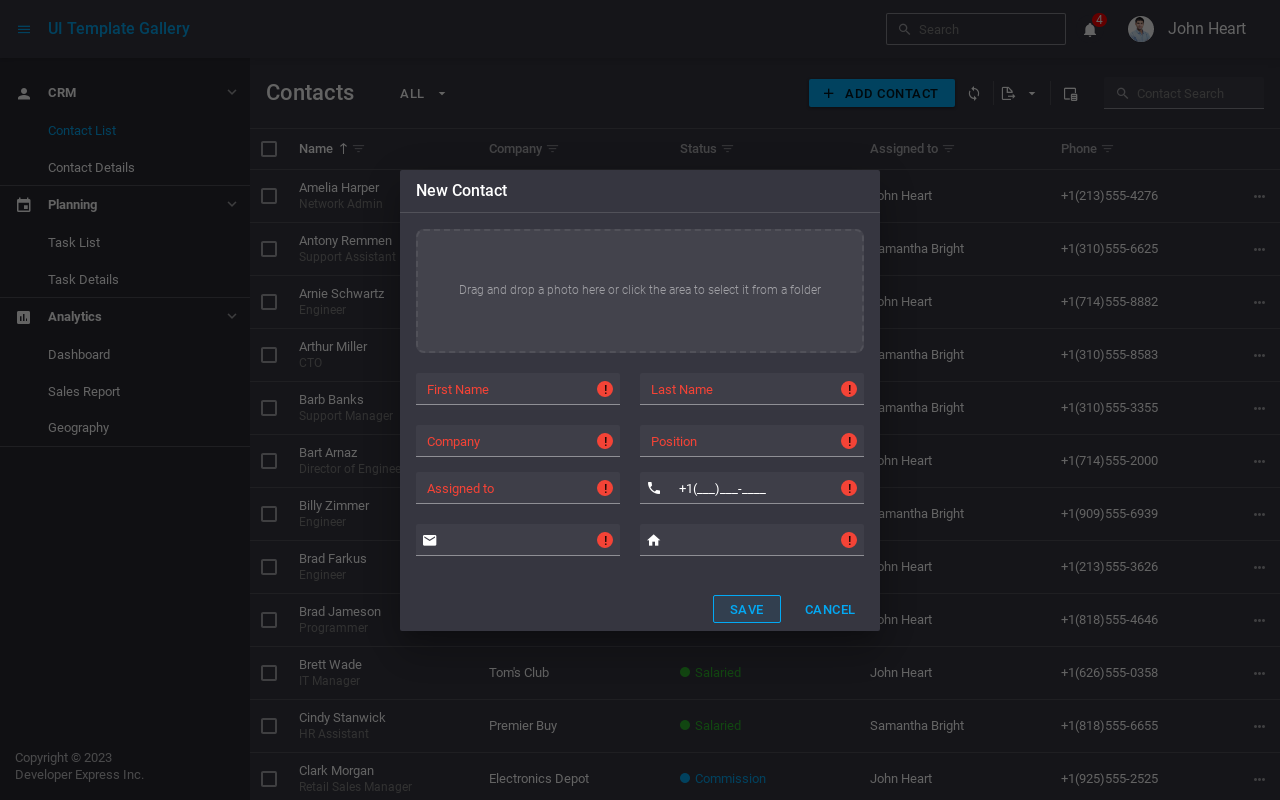 UI Template Gallery
Search
4
John Heart
CRM
Contact List
Contact Details
Planning
Task List
Task Details
Analytics
Dashboard
Sales Report
Geography
Copyright © 2023
Developer Express Inc.
Contacts
ALL
ADD CONTACT
Contact Search
Name
Company
Status
Assigned to
Phone
Amelia Harper
Network Admin
John Heart
+1(213)555-4276
Antony Remmen
Support Assistant
Samantha Bright
+1(310)555-6625
Arnie Schwartz
Engineer
John Heart
+1(714)555-8882
Arthur Miller
CTO
Samantha Bright
+1(310)555-8583
Barb Banks
Support Manager
Samantha Bright
+1(310)555-3355
Bart Arnaz
Director of Enginee
John Heart
+1(714)555-2000
Billy Zimmer
Engineer
Samantha Bright
+1(909)555-6939
Brad Farkus
Engineer
John Heart
+1(213)555-3626
Brad Jameson
Programmer
John Heart
+1(818)555-4646
Brett Wade
IT Manager
Tom's Club
Salaried
John Heart
+1(626)555-0358
Cindy Stanwick
HR Assistant
Premier Buy
Salaried
Samantha Bright
+1(818)555-6655
Clark Morgan
Retail Sales Manager
Electronics Depot
Commission
John Heart
+1(925)555-2525
New Contact
Drag and drop a photo here or click the area to select it from a folder
First Name
Last Name
Company
Position
Assigned to
+1(___)___-____
SAVE
CANCEL